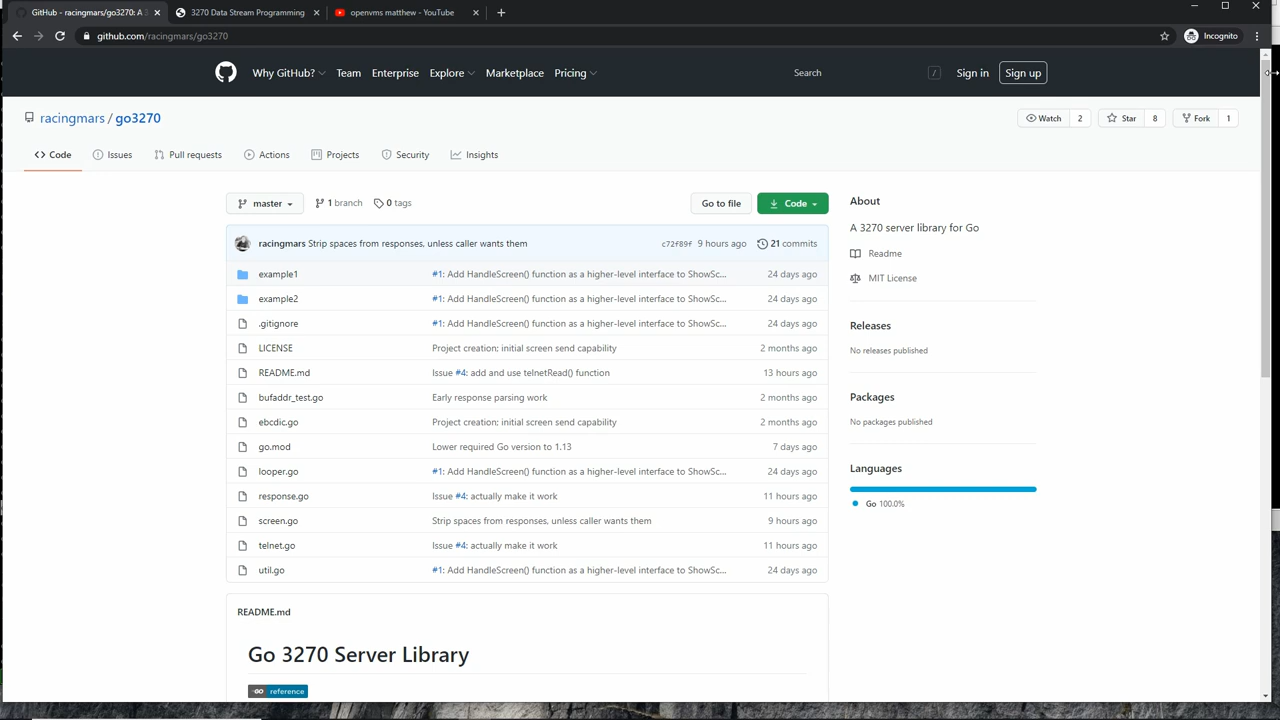 GitHub - racingmars/go3270: A 3
3270 Data Stream Programming
openvms matthew - YouTube
github.com/racingmars/go3270
Incognito
Why GitHub? Team Enterprise Explore Marketplace Pricing
Search
/
Sign in
Sign up
racingmars / go3270
Watch 2
Star 8
Fork 1
Code
Issues
Pull requests
Actions
Projects
Security
Insights
master
1 branch
0 tags
Go to file
Code
racingmars Strip spaces from responses, unless caller wants them c72f89f 9 hours ago 21 commits
example1 #1: Add HandleScreen() function as a higher-level interface to ShowSc... 24 days ago
example2 #1: Add HandleScreen() function as a higher-level interface to ShowSc... 24 days ago
.gitignore #1: Add HandleScreen() function as a higher-level interface to ShowSc... 24 days ago
LICENSE Project creation: initial screen send capability 2 months ago
README.md Issue #4: add and use telnetRead() function 13 hours ago
bufaddr_test.go Early response parsing work 2 months ago
ebcdic.go Project creation: initial screen send capability 2 months ago
go.mod Lower required Go version to 1.13 7 days ago
looper.go #1: Add HandleScreen() function as a higher-level interface to ShowSc... 24 days ago
response.go Issue #4: actually make it work 11 hours ago
screen.go Strip spaces from responses, unless caller wants them 9 hours ago
telnet.go Issue #4: actually make it work 11 hours ago
util.go #1: Add HandleScreen() function as a higher-level interface to ShowSc... 24 days ago
README.md
Go 3270 Server Library
GO reference
About
A 3270 server library for Go
Readme
MIT License
Releases
No releases published
Packages
No packages published
Languages
Go 100.0%